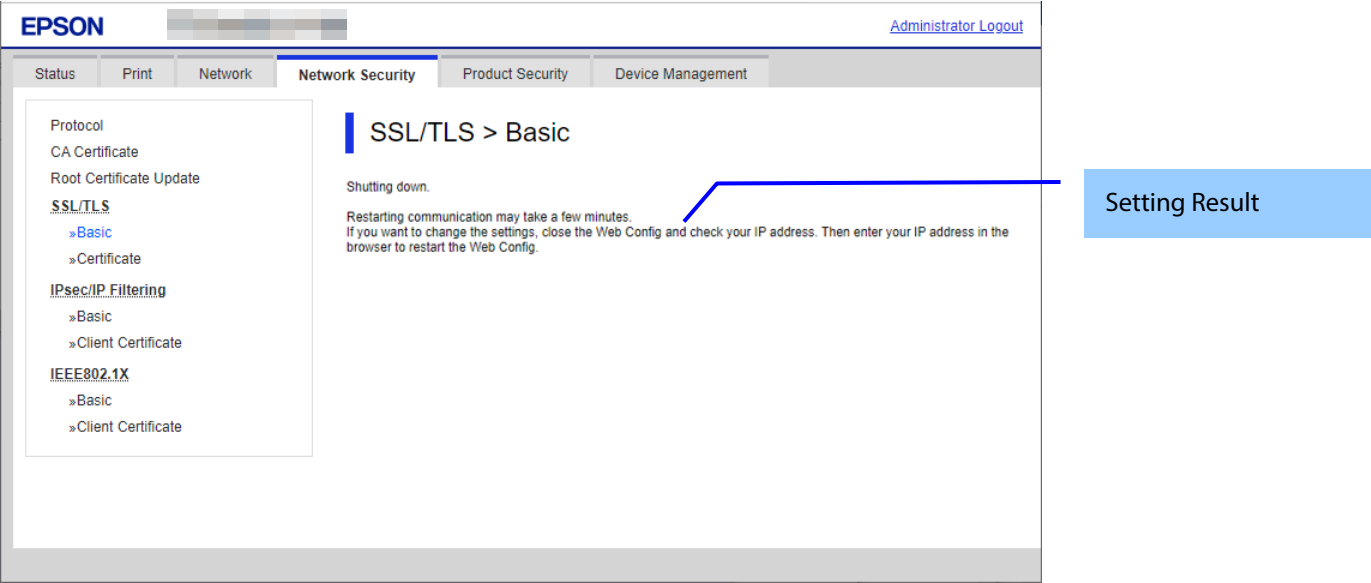 EPSON
Administrator Logout
Status Print Network Network Security Product Security Device Management
Protocol
CA Certificate
Root Certificate Update
SSL/TLS
»Basic
»Certificate
IPsec/IP Filtering
»Basic
»Client Certificate
IEEE802.1X
»Basic
»Client Certificate
SSL/TLS > Basic
Shutting down.
Restarting communication may take a few minutes.
If you want to change the settings, close the Web Config and check your IP address. Then enter your IP address in the
browser to restart the Web Config.
Setting Result